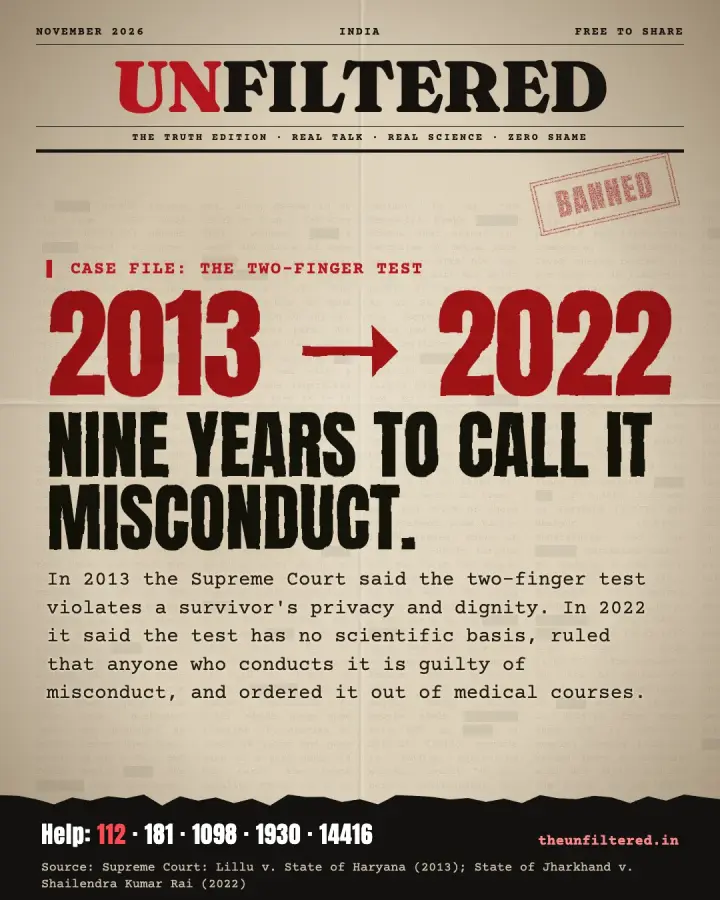 NOVEMBER 2026 INDIA FREE TO SHARE
UNFILTERED
THE TRUTH EDITION · REAL TALK · REAL SCIENCE · ZERO SHAME
BANNED
CASE FILE: THE TWO-FINGER TEST
2013 → 2022
NINE YEARS TO CALL IT
MISCONDUCT.
In 2013 the Supreme Court said the two-finger test
violates a survivor's privacy and dignity. In 2022
it said the test has no scientific basis, ruled
that anyone who conducts it is guilty of
misconduct, and ordered it out of medical courses.
Help: 112 · 181 · 1098 · 1930 · 14416
theunfiltered.in
Source: Supreme Court: Lillu v. State of Haryana (2013); State of Jharkhand v.
Shailendra Kumar Rai (2022)